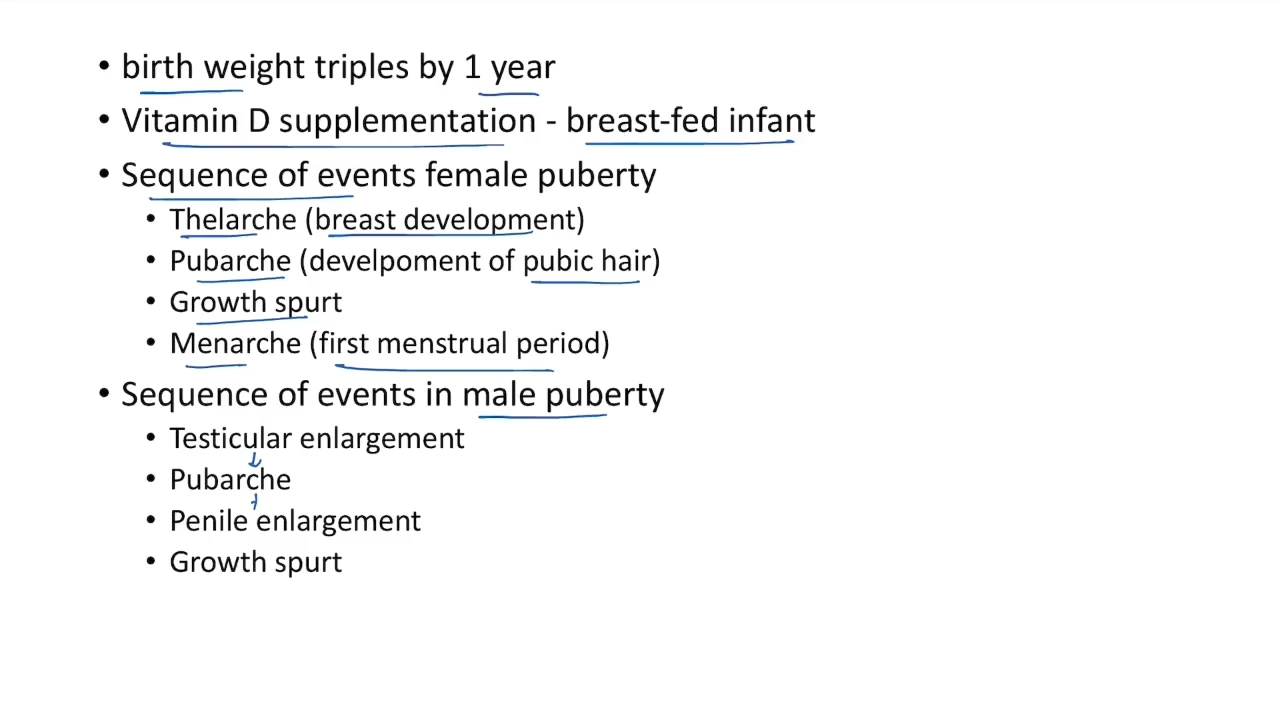 • birth weight triples by 1 year
• Vitamin D supplementation - breast-fed infant
• Sequence of events female puberty
• Thelarche (breast development)
• Pubarche (develpoment of pubic hair)
• Growth spurt
• Menarche (first menstrual period)
• Sequence of events in male puberty
• Testicular enlargement
• Pubarche
• Penile enlargement
• Growth spurt